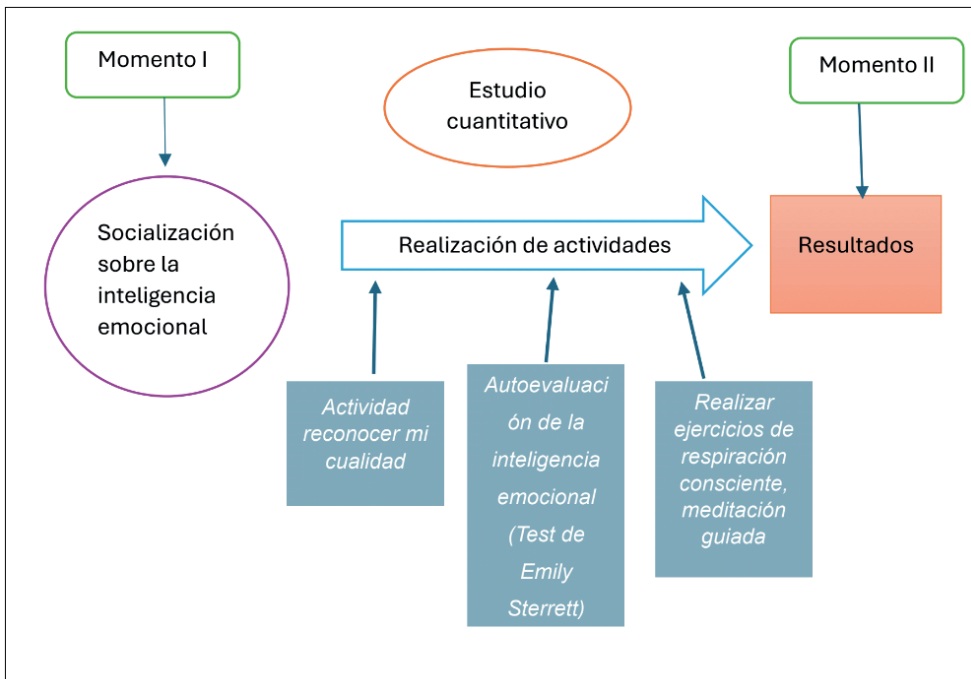 Momento I
Estudio
cuantitativo
Momento II
Socialización
sobre la
inteligencia
emocional
Realización de actividades
Resultados
Actividad
reconocer mi
cualidad
Autoevaluaci
ón de la
inteligencia
emocional
(Test de
Emily
Sterrett)
Realizar
ejercicios de
respiración
consciente,
meditación
guiada